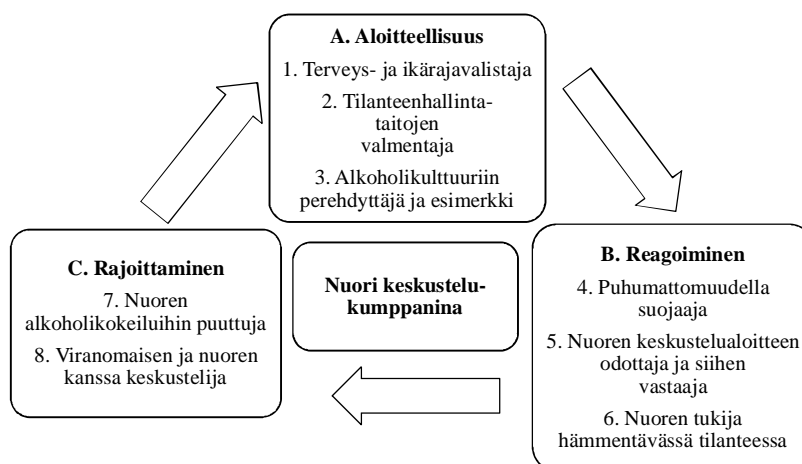 A. Aloitteellisuus
1. Terveys- ja ikärajavalistaja
2. Tilanteenhallinta-
taitojen
valmentaja
3. Alkoholikulttuuriin
perehdyttäjä ja esimerkki
B. Reagoiminen
4. Puhumattomuudella
suojaaja
5. Nuoren keskustelualoitteen
odottaja ja siihen
vastaaja
6. Nuoren tukija
hämmentävässä tilanteessa
C. Rajoittaminen
7. Nuoren
alkoholikokeiluihin puuttuja
8. Viranomaisen ja nuoren
kanssa keskustelija
Nuori keskustelu-
kumppanina